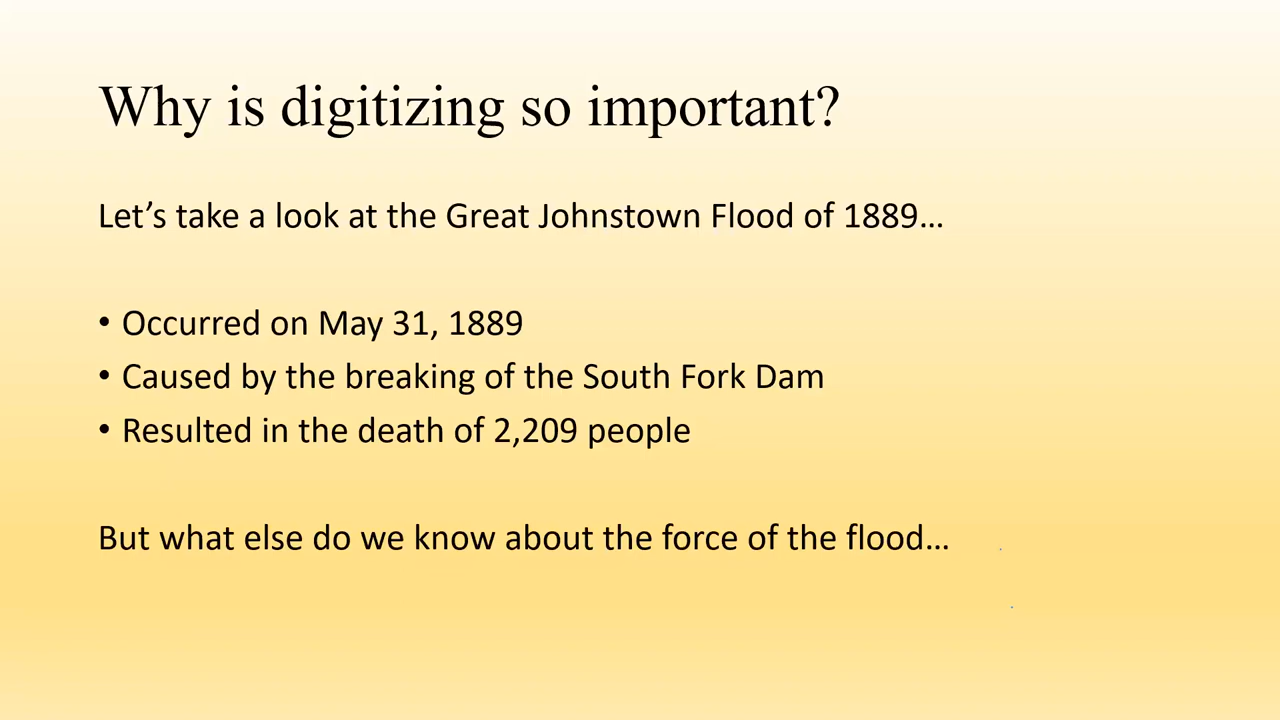 Why is digitizing so important?
Let’s take a look at the Great Johnstown Flood of 1889…
• Occurred on May 31, 1889
• Caused by the breaking of the South Fork Dam
• Resulted in the death of 2,209 people
But what else do we know about the force of the flood…